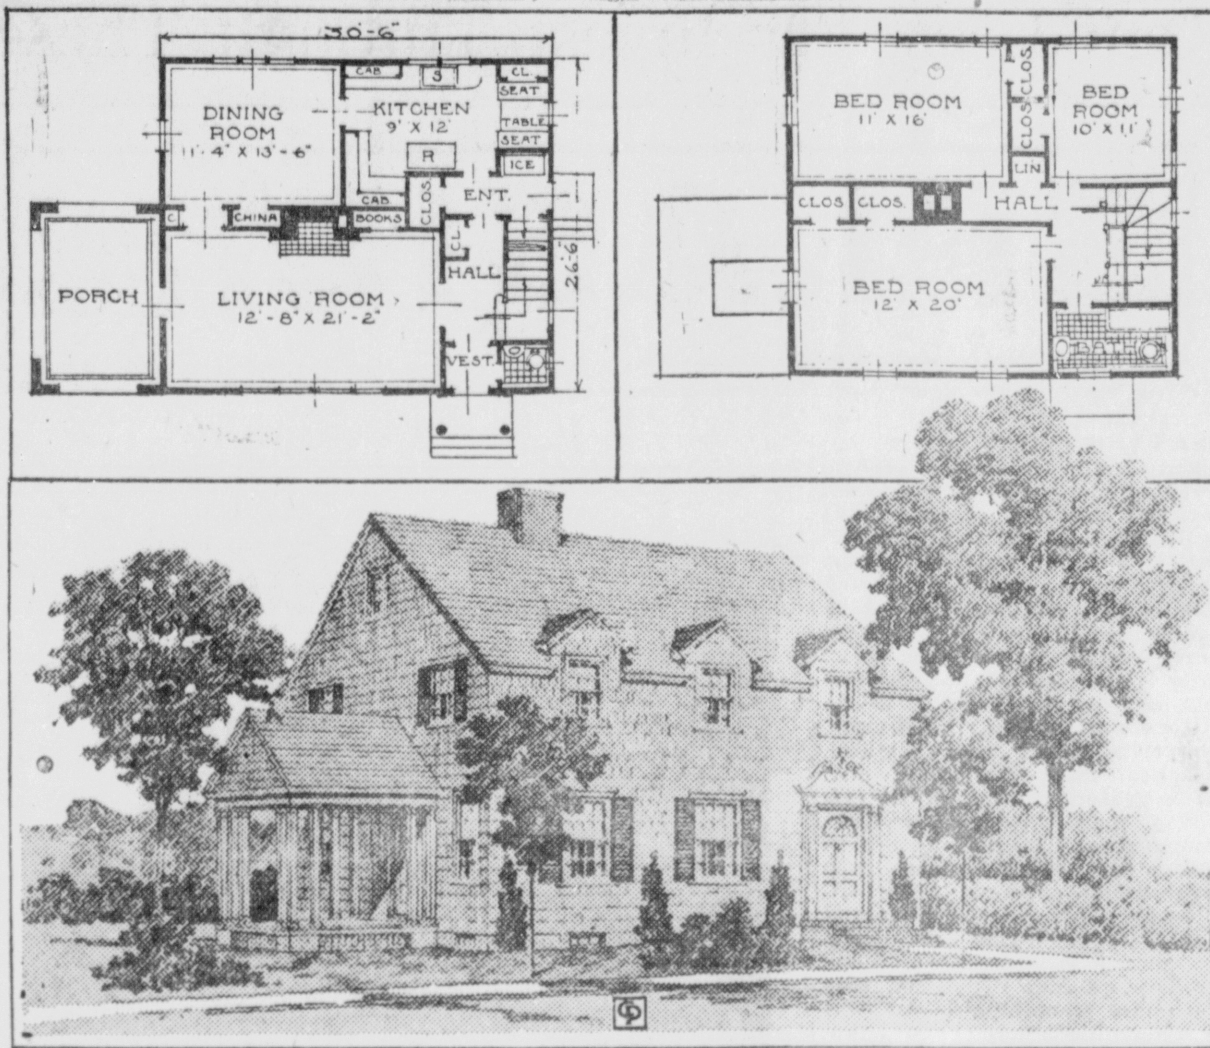 30'-6"
CAB
S
CL.
SEAT
TABLE
SEAT
ICE
DINING
ROOM
11'-4" X 13'-6"
KITCHEN
9' X 12'
R
CAB.
CLOS.
ENT.
C.
CHINA
BOOKS
CL.
HALL
26'-6"
PORCH
LIVING ROOM
12'-8" X 21'-2"
VEST.
BED ROOM
11' X 16'
CLOS.
CLOS.
BED
ROOM
10' X 11'
LIN.
CLOS
CLOS.
HALL
BED ROOM
12' X 20'
BATH
CP